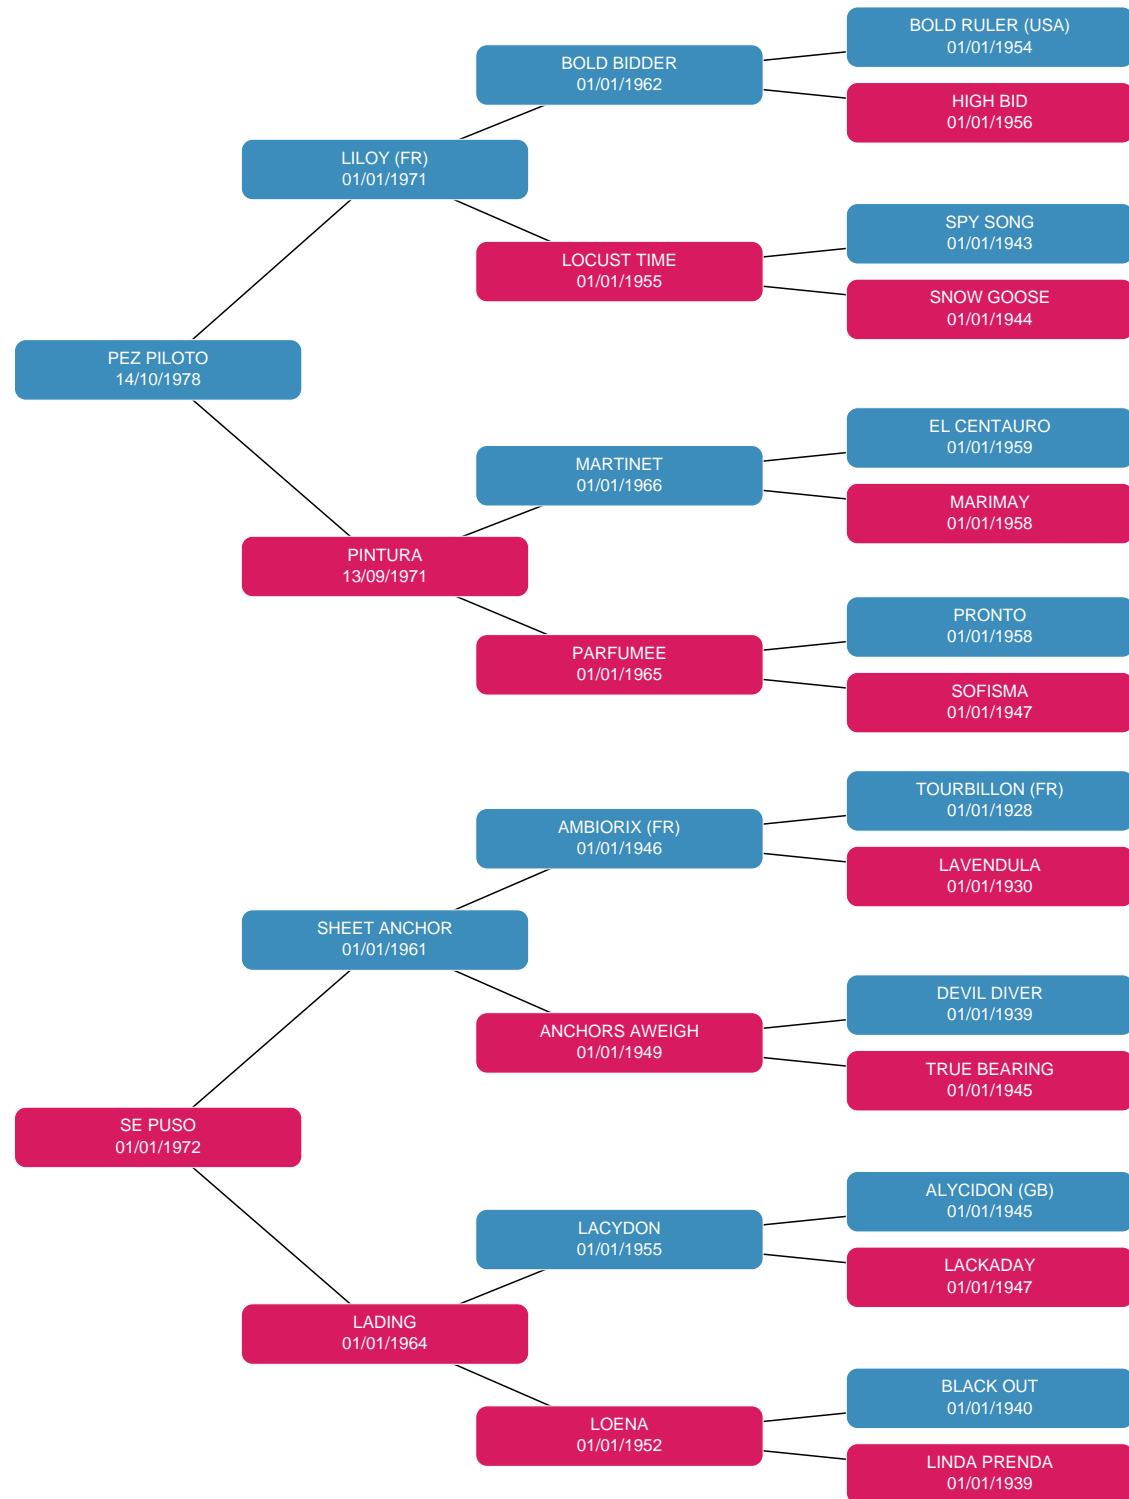 BOLD RULER (USA)
01/01/1954
BOLD BIDDER
01/01/1962
HIGH BID
01/01/1956
LILOY (FR)
01/01/1971
SPY SONG
01/01/1943
LOCUST TIME
01/01/1955
SNOW GOOSE
01/01/1944
PEZ PILOTO
14/10/1978
EL CENTAURO
01/01/1959
MARTINET
01/01/1966
MARIMAY
01/01/1958
PINTURA
13/09/1971
PRONTO
01/01/1958
PARFUMEE
01/01/1965
SOFISMA
01/01/1947
TOURBILLON (FR)
01/01/1928
AMBIORIX (FR)
01/01/1946
LAVENDULA
01/01/1930
SHEET ANCHOR
01/01/1961
DEVIL DIVER
01/01/1939
ANCHORS AWEIGH
01/01/1949
TRUE BEARING
01/01/1945
SE PUSO
01/01/1972
ALYCIDON (GB)
01/01/1945
LACYDON
01/01/1955
LACKADAY
01/01/1947
LADING
01/01/1964
BLACK OUT
01/01/1940
LOENA
01/01/1952
LINDA PRENDA
01/01/1939